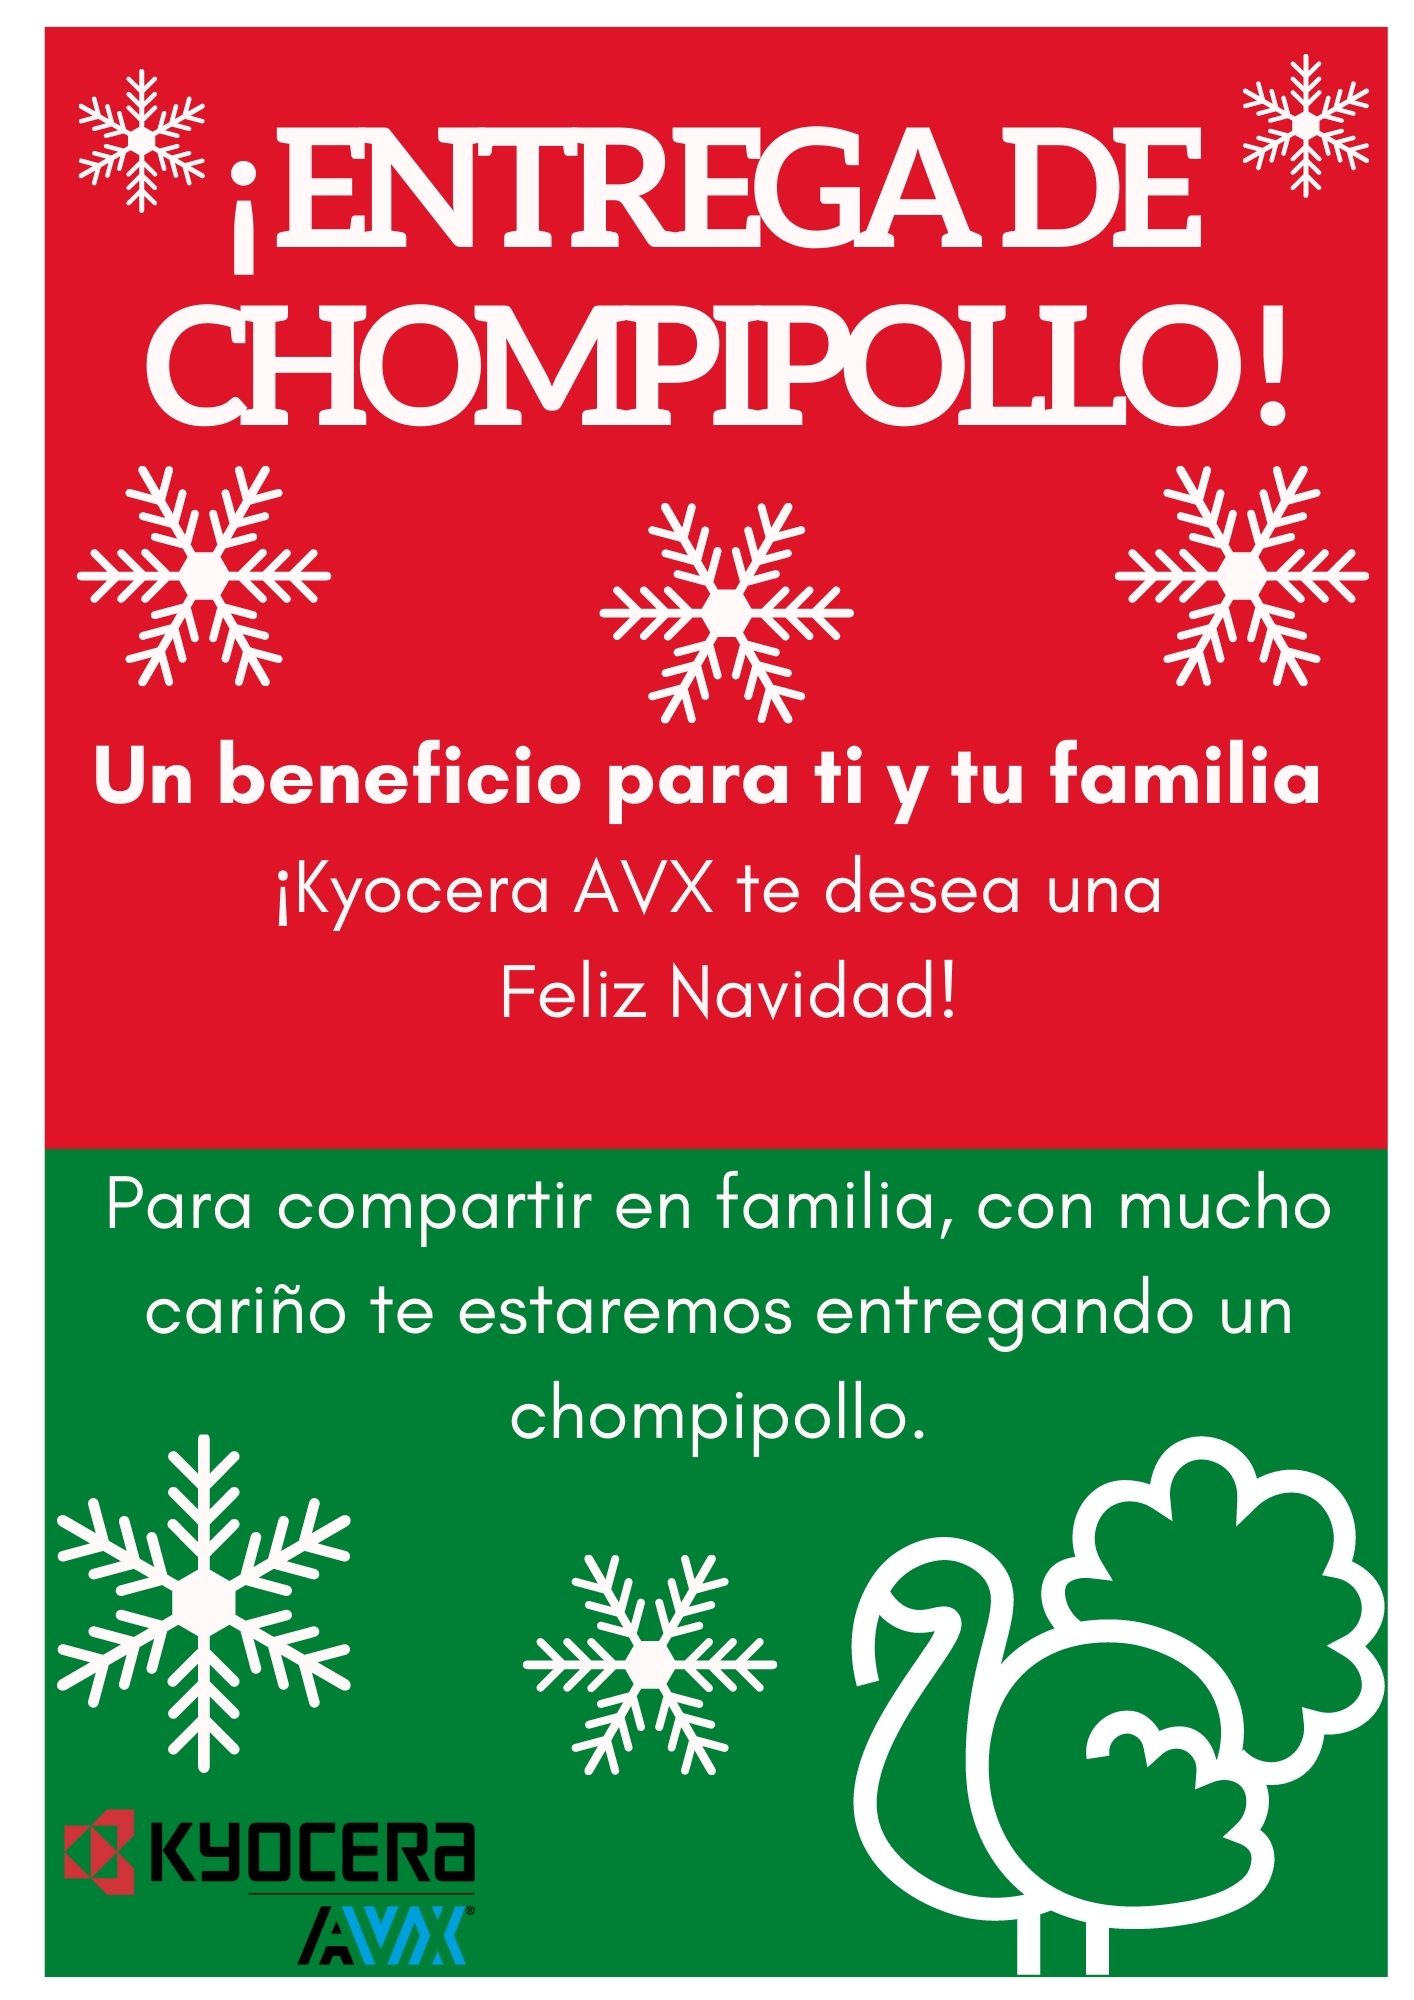 ¡ENTREGA DE
CHOMPIPOLLO!
Un beneficio para ti y tu familia
¡Kyocera AVX te desea una
Feliz Navidad!
Para compartir en familia, con mucho
cariño te estaremos entregando un
chompipollo.
KYOCERA
AVX®